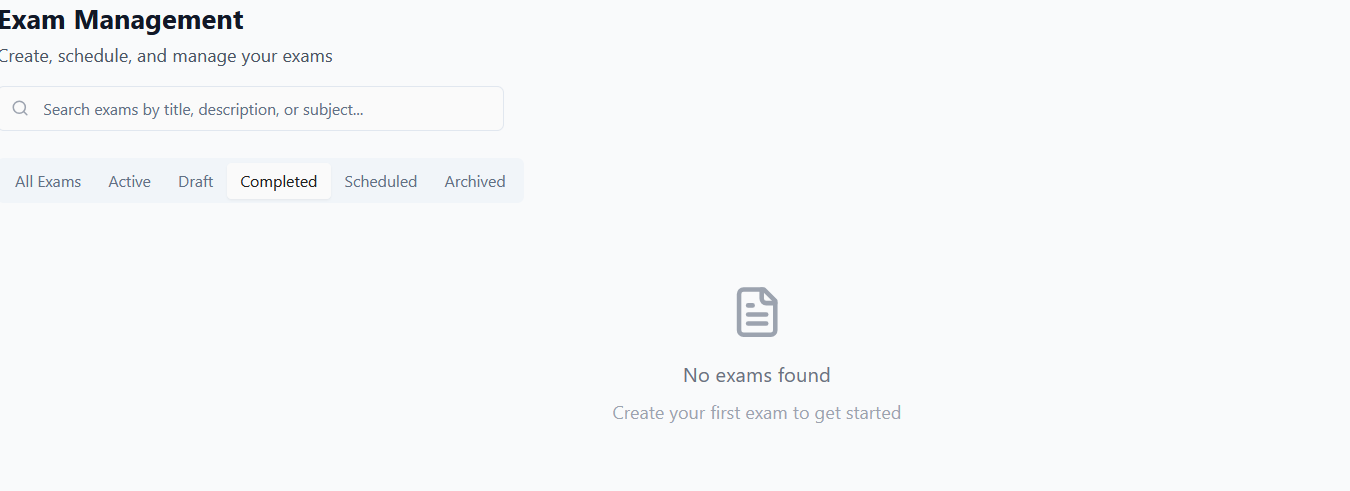 Exam Management
Create, schedule, and manage your exams
Search exams by title, description, or subject...
All Exams Active Draft Completed Scheduled Archived
No exams found
Create your first exam to get started